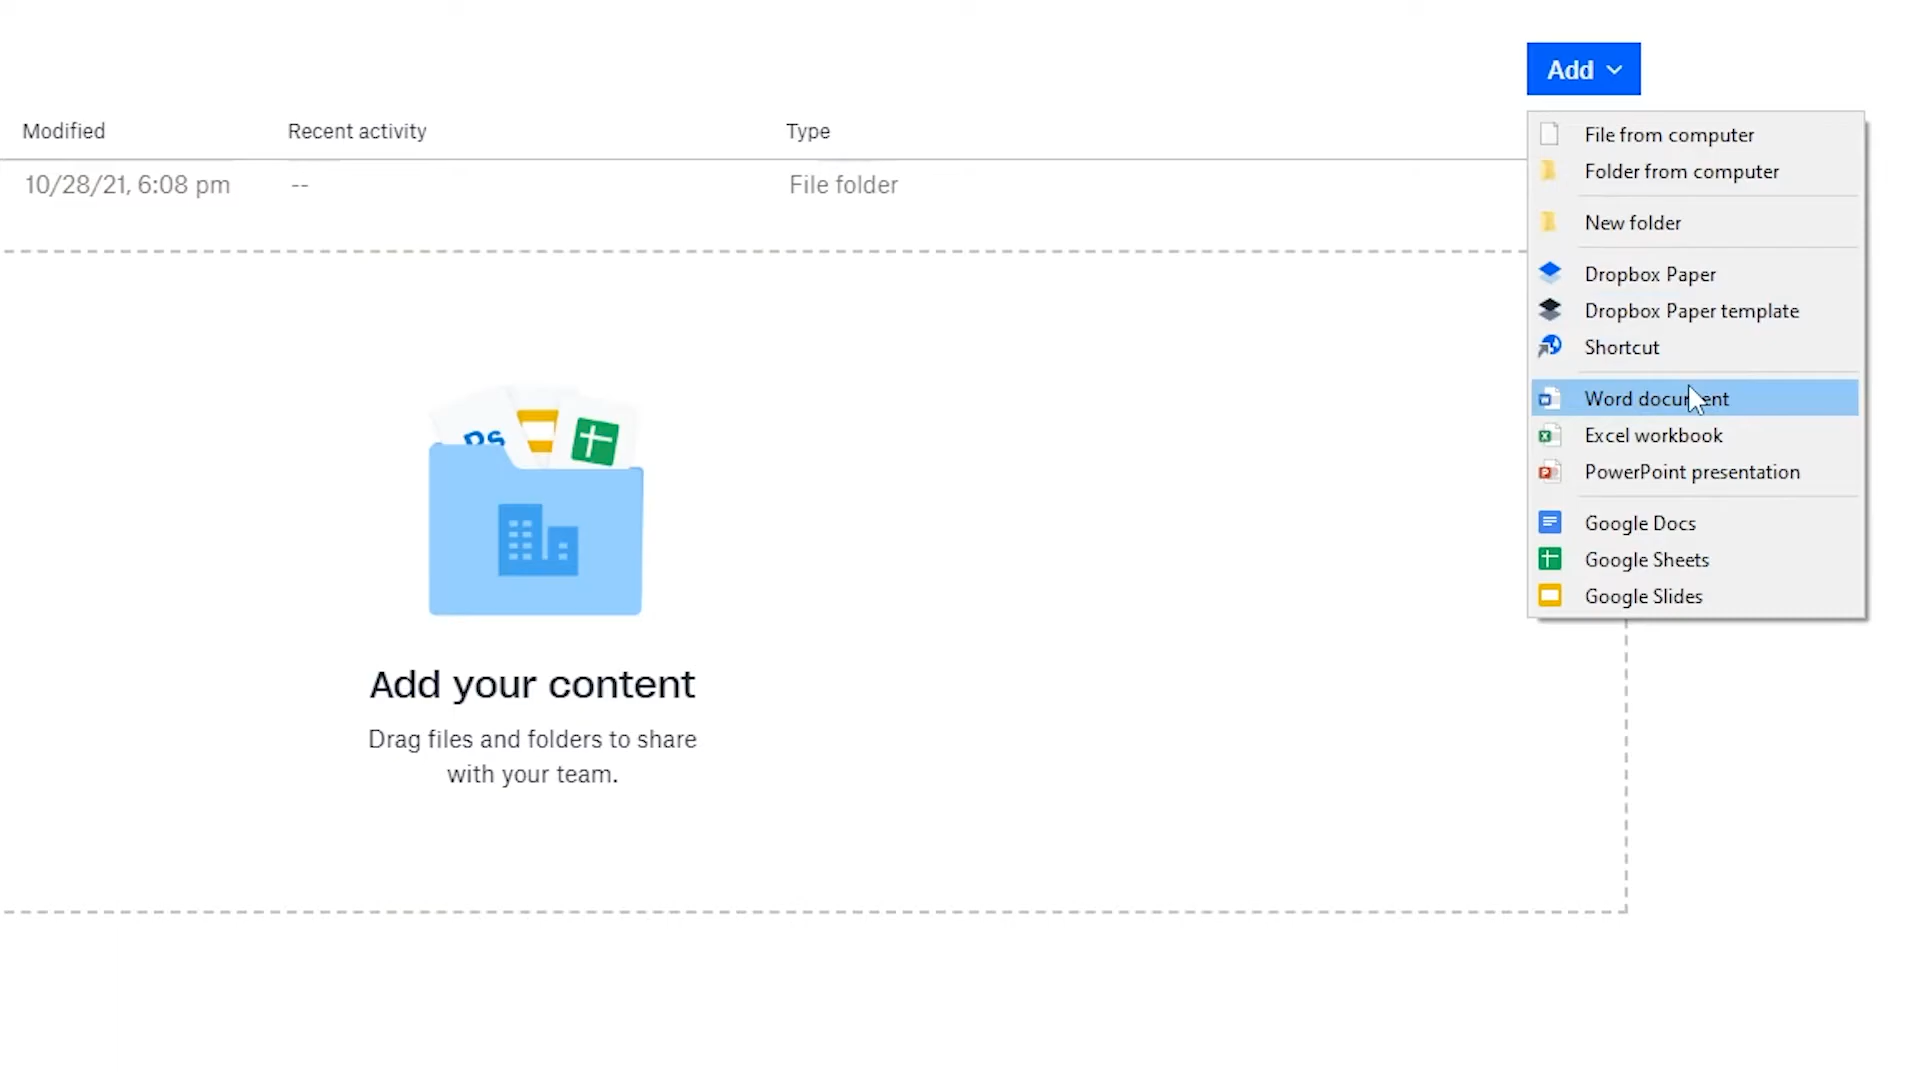 Add
Modified
Recent activity
Type
10/28/21, 6:08 pm
--
File folder
File from computer
Folder from computer
New folder
Dropbox Paper
Dropbox Paper template
Shortcut
Word document
Excel workbook
PowerPoint presentation
Google Docs
Google Sheets
Google Slides
Ps
Add your content
Drag files and folders to share
with your team.